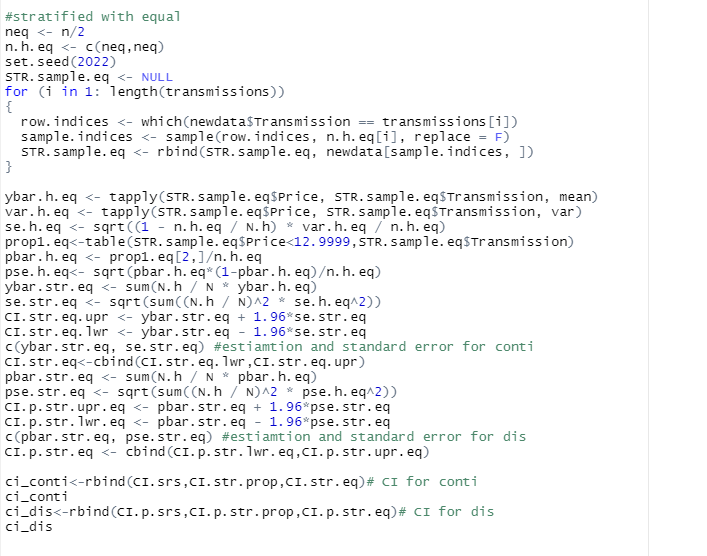 #stratified with equal
neq <- n/2
n.h.eq <- c(neq,neq)
set.seed(2022)
STR.sample.eq <- NULL
for (i in 1: length(transmissions))
{
  row.indices <- which(newdata$Transmission == transmissions[i])
  sample.indices <- sample(row.indices, n.h.eq[i], replace = F)
  STR.sample.eq <- rbind(STR.sample.eq, newdata[sample.indices, ])
}
ybar.h.eq <- tapply(STR.sample.eq$Price, STR.sample.eq$Transmission, mean)
var.h.eq <- tapply(STR.sample.eq$Price, STR.sample.eq$Transmission, var)
se.h.eq <- sqrt((1 - n.h.eq / N.h) * var.h.eq / n.h.eq)
prop1.eq<-table(STR.sample.eq$Price<12.9999,STR.sample.eq$Transmission)
pbar.h.eq <- prop1.eq[2,]/n.h.eq
pse.h.eq<- sqrt(pbar.h.eq*(1-pbar.h.eq)/n.h.eq)
ybar.str.eq <- sum(N.h / N * ybar.h.eq)
se.str.eq <- sqrt(sum((N.h / N)^2 * se.h.eq^2))
CI.str.eq.upr <- ybar.str.eq + 1.96*se.str.eq
CI.str.eq.lwr <- ybar.str.eq - 1.96*se.str.eq
c(ybar.str.eq, se.str.eq) #estiamtion and standard error for conti
CI.str.eq<-cbind(CI.str.eq.lwr,CI.str.eq.upr)
pbar.str.eq <- sum(N.h / N * pbar.h.eq)
pse.str.eq <- sqrt(sum((N.h / N)^2 * pse.h.eq^2))
CI.p.str.upr.eq <- pbar.str.eq + 1.96*pse.str.eq
CI.p.str.lwr.eq <- pbar.str.eq - 1.96*pse.str.eq
c(pbar.str.eq, pse.str.eq) #estiamtion and standard error for dis
CI.p.str.eq <- cbind(CI.p.str.lwr.eq,CI.p.str.upr.eq)
ci_conti<-rbind(CI.srs,CI.str.prop,CI.str.eq)# CI for conti
ci_conti
ci_dis<-rbind(CI.p.srs,CI.p.str.prop,CI.p.str.eq)# CI for dis
ci_dis